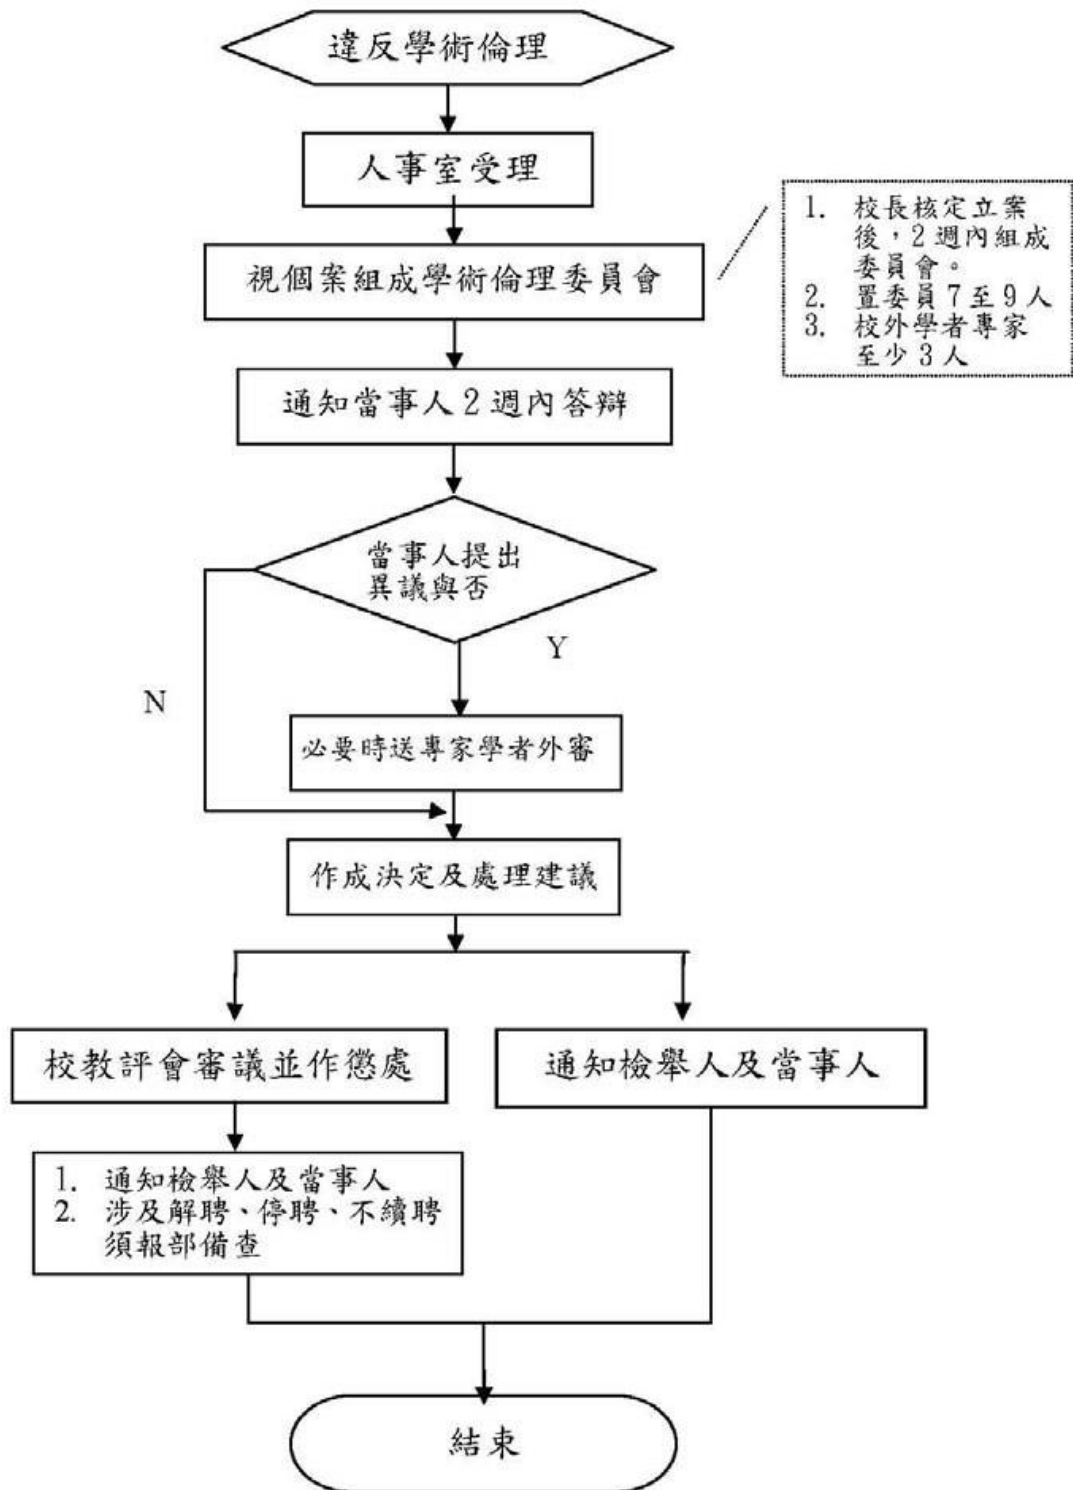 違反學術倫理
人事室受理
視個案組成學術倫理委員會
1. 校長核定立案
後，2週內組成
委員會。
2. 置委員7至9人
3. 校外學者專家
至少3人
通知當事人2週內答辯
當事人提出
異議與否
Y
N
必要時送專家學者外審
作成決定及處理建議
校教評會審議並作懲處
通知檢舉人及當事人
1. 通知檢舉人及當事人
2. 涉及解聘、停聘、不續聘
須報部備查
結束